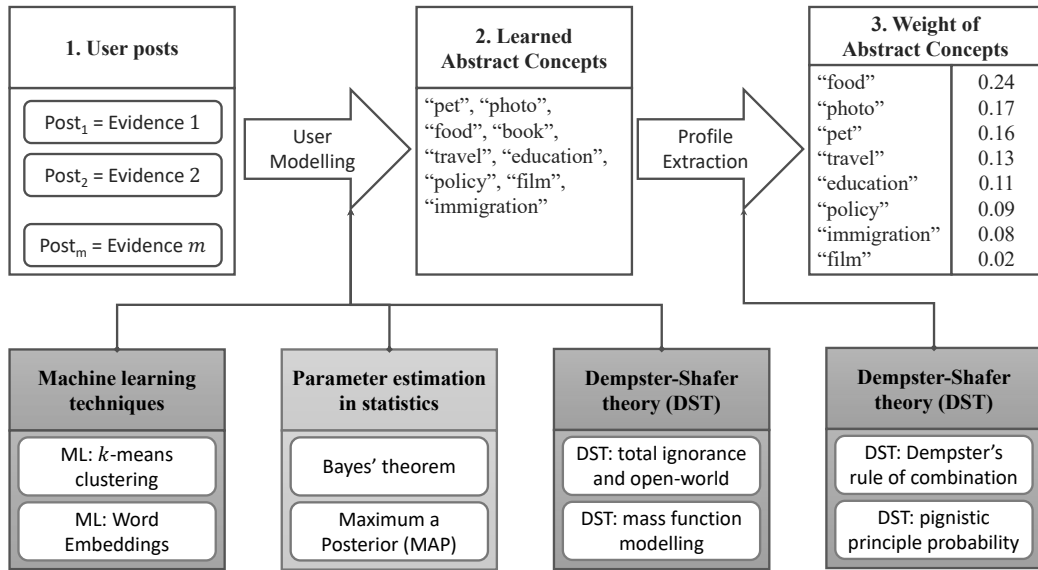 1. User posts
Post₁ = Evidence 1
Post₂ = Evidence 2
Postₘ = Evidence m
User
Modelling
2. Learned
Abstract Concepts
“pet”, “photo”,
“food”, “book”,
“travel”, “education”,
“policy”, “film”,
“immigration”
Profile
Extraction
3. Weight of
Abstract Concepts
“food” 0.24
“photo” 0.17
“pet” 0.16
“travel” 0.13
“education” 0.11
“policy” 0.09
“immigration” 0.08
“film” 0.02
Machine learning
techniques
ML: k-means
clustering
ML: Word
Embeddings
Parameter estimation
in statistics
Bayes’ theorem
Maximum a
Posterior (MAP)
Dempster-Shafer
theory (DST)
DST: total ignorance
and open-world
DST: mass function
modelling
Dempster-Shafer
theory (DST)
DST: Dempster’s
rule of combination
DST: pignistic
principle probability